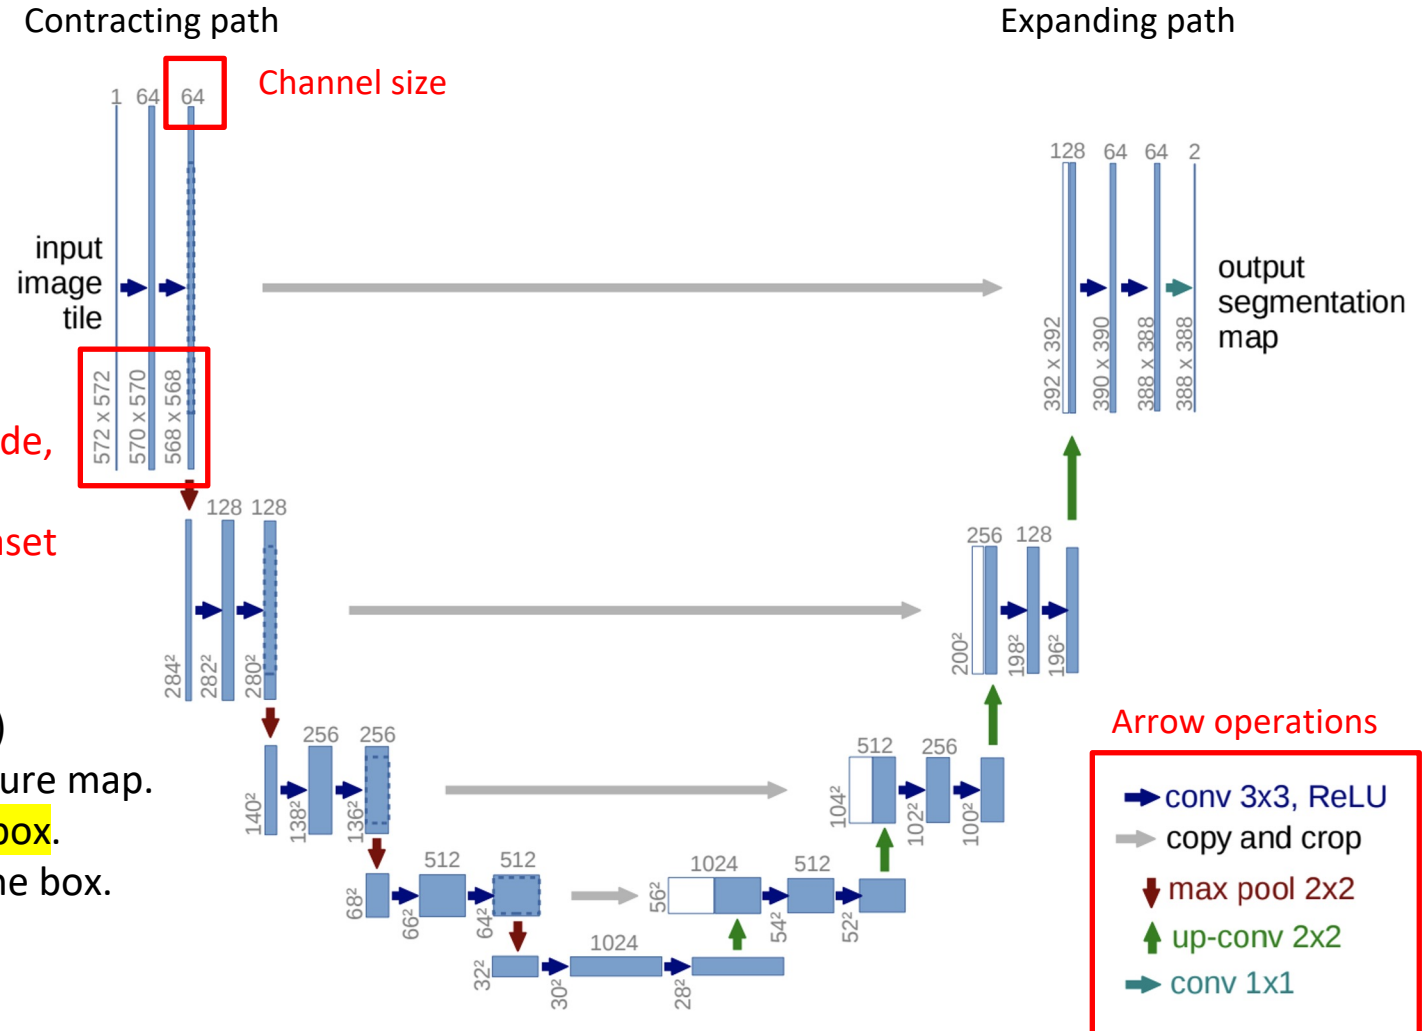 Contracting path
Expanding path
Channel size
1 64 64
input
image
tile
572 x 572
570 x 570
568 x 568
128 64 64 2
output
segmentation
map
392 x 392
390 x 390
388 x 388
388 x 388
de,
128 128
set
284²
282²
280²
256 128
200²
198²
196²
)
ure map.
box.
ne box.
256 256
140²
138²
136²
512 256
104²
102²
100²
512 512
68²
66²
64²
1024 512
56²
54²
52²
1024
32²
30²
28²
Arrow operations
conv 3x3, ReLU
copy and crop
max pool 2x2
up-conv 2x2
conv 1x1